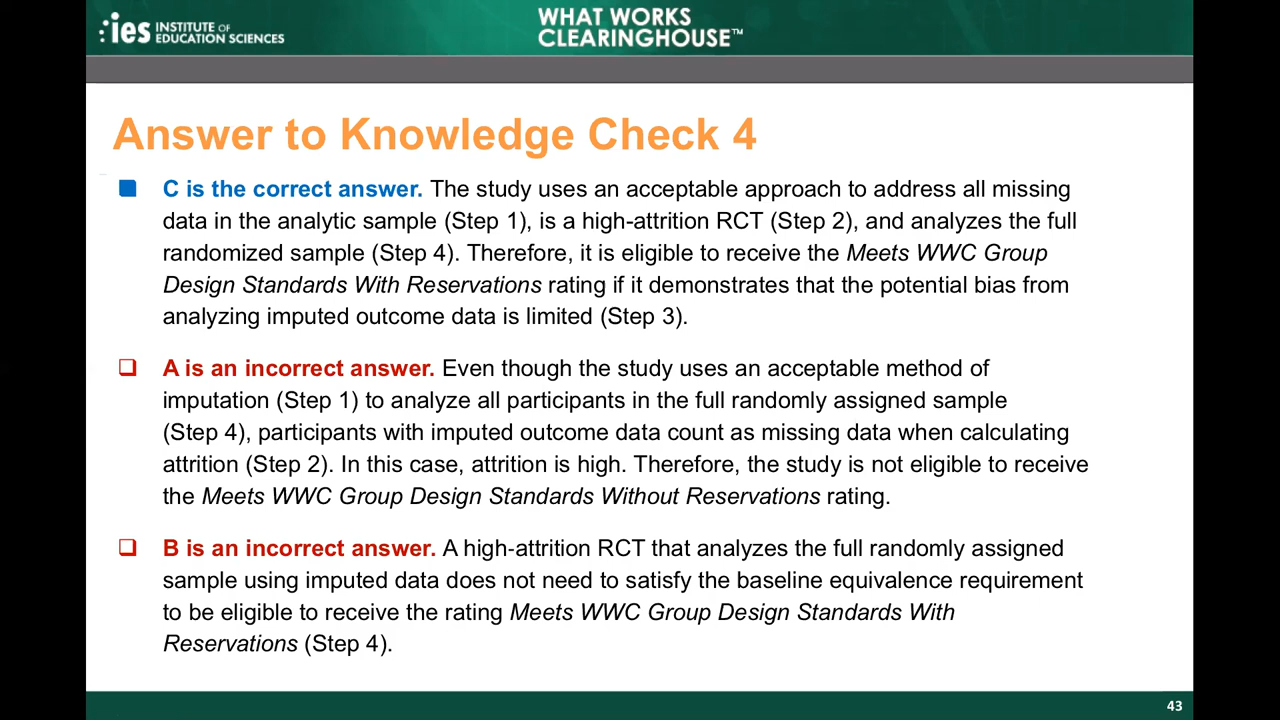 :ies INSTITUTE OF
EDUCATION SCIENCES
WHAT WORKS
CLEARINGHOUSE™
Answer to Knowledge Check 4
C is the correct answer. The study uses an acceptable approach to address all missing
data in the analytic sample (Step 1), is a high-attrition RCT (Step 2), and analyzes the full
randomized sample (Step 4). Therefore, it is eligible to receive the Meets WWC Group
Design Standards With Reservations rating if it demonstrates that the potential bias from
analyzing imputed outcome data is limited (Step 3).
A is an incorrect answer. Even though the study uses an acceptable method of
imputation (Step 1) to analyze all participants in the full randomly assigned sample
(Step 4), participants with imputed outcome data count as missing data when calculating
attrition (Step 2). In this case, attrition is high. Therefore, the study is not eligible to receive
the Meets WWC Group Design Standards Without Reservations rating.
B is an incorrect answer. A high-attrition RCT that analyzes the full randomly assigned
sample using imputed data does not need to satisfy the baseline equivalence requirement
to be eligible to receive the rating Meets WWC Group Design Standards With
Reservations (Step 4).
43